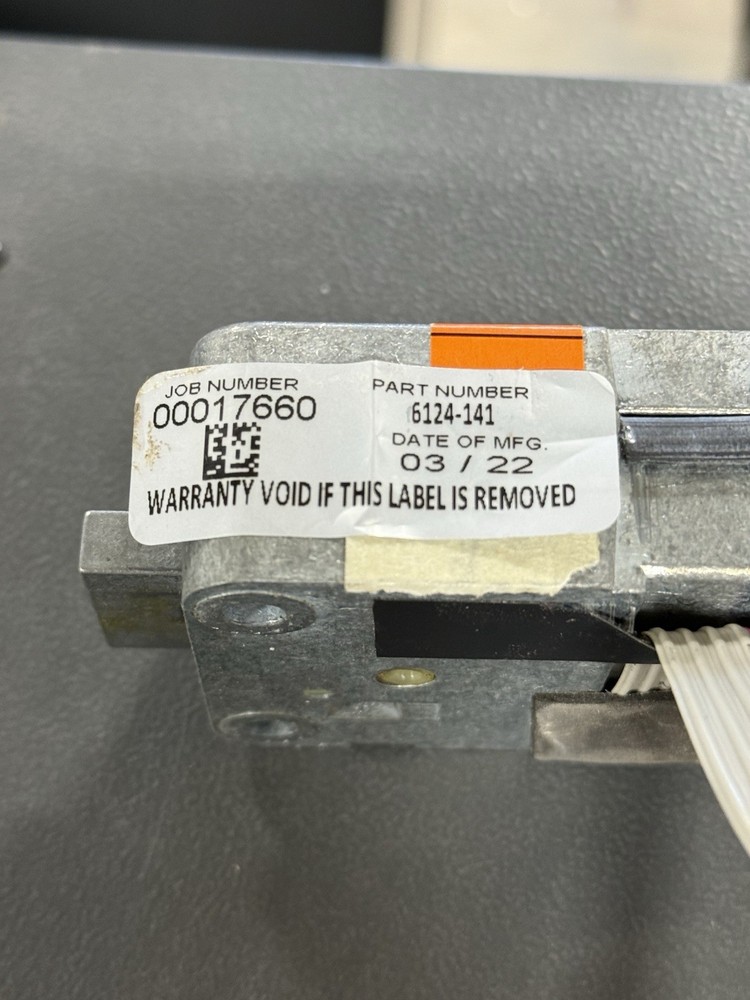 JOB NUMBER
00017660
PART NUMBER
6124-141
DATE OF MFG.
03 / 22
WARRANTY VOID IF THIS LABEL IS REMOVED